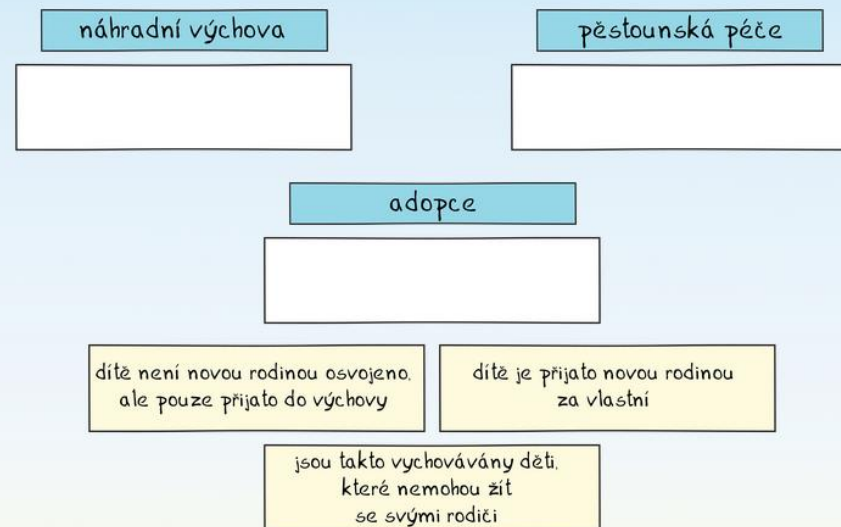 náhradní výchova
pěstounská péče
adopce
dítě není novou rodinou osvojeno,
ale pouze přijato do výchovy
dítě je přijato novou rodinou
za vlastní
jsou takto vychovávány děti,
které nemohou žít
se svými rodiči